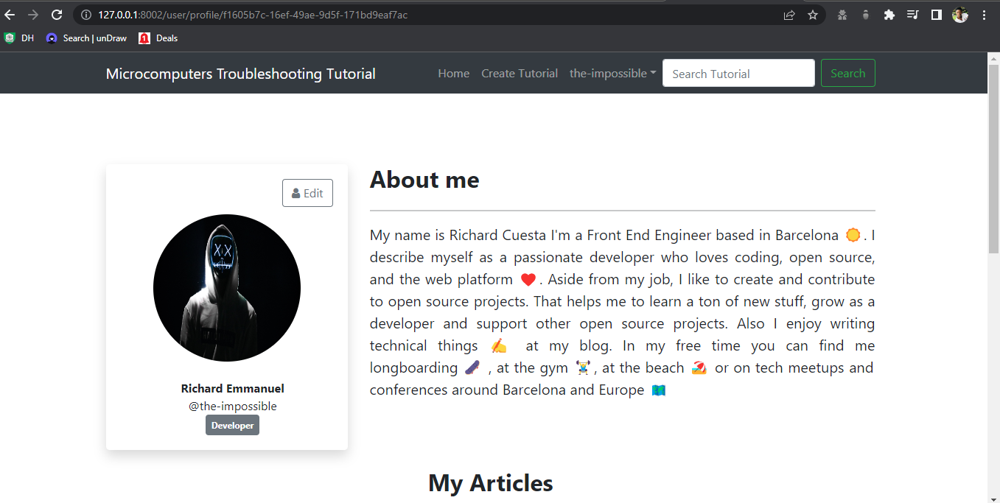 127.0.0.1:8002/user/profile/f1605b7c-16ef-49ae-9d5f-171bd9eaf7ac
DH Search | unDraw 1 Deals
Microcomputers Troubleshooting Tutorial Home Create Tutorial the-impossible Search Tutorial Search
Edit
Richard Emmanuel
@the-impossible
Developer
About me
My name is Richard Cuesta I'm a Front End Engineer based in Barcelona ☀️. I
describe myself as a passionate developer who loves coding, open source,
and the web platform ❤️. Aside from my job, I like to create and contribute
to open source projects. That helps me to learn a ton of new stuff, grow as a
developer and support other open source projects. Also I enjoy writing
technical things ✍️ at my blog. In my free time you can find me
longboarding 🛹 , at the gym 🏋️, at the beach 🏖️ or on tech meetups and
conferences around Barcelona and Europe 🗺️
My Articles